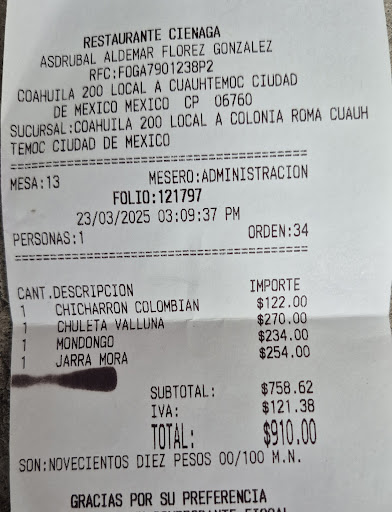 RESTAURANTE CIENAGA
ASDRUBAL ALDEMAR FLOREZ GONZALEZ
RFC:FOGA7901238P2
COAHUILA 200 LOCAL A CUAUHTEMOC CIUDAD
DE MEXICO MEXICO CP 06760
SUCURSAL:COAHUILA 200 LOCAL A COLONIA ROMA CUAUH
TEMOC CIUDAD DE MEXICO
MESA:13 MESERO:ADMINISTRACION
FOLIO:121797
23/03/2025 03:09:37 PM
PERSONAS:1 ORDEN:34
CANT.DESCRIPCION IMPORTE
1 CHICHARRON COLOMBIAN $122.00
1 CHULETA VALLUNA $270.00
1 MONDONGO $234.00
1 JARRA MORA $254.00
SUBTOTAL: $758.62
IVA: $121.38
TOTAL: $910.00
SON:NOVECIENTOS DIEZ PESOS 00/100 M.N.
GRACIAS POR SU PREFERENCIA